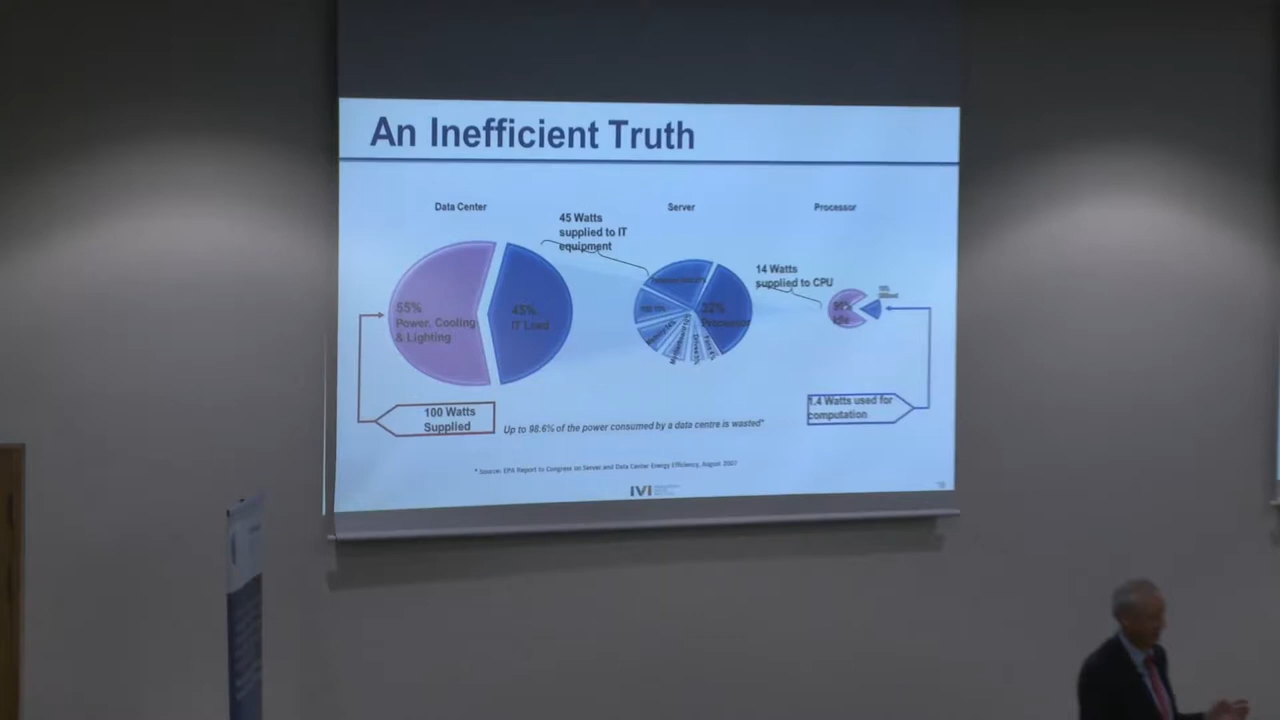 An Inefficient Truth
Data Center
Server
Processor
45 Watts
supplied to IT
equipment
14 Watts
supplied to CPU
55%
Power, Cooling
& Lighting
45%
IT Load
32%
Processor
100 Watts
Supplied
1.4 Watts used for
computation
Up to 98.6% of the power consumed by a data centre is wasted*
* Source: EPA Report to Congress on Server and Data Center Energy Efficiency, August 2007
IVI